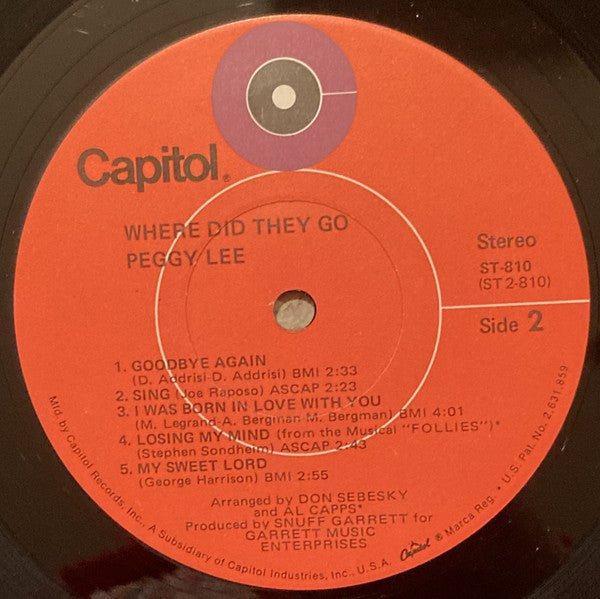 Capitol®
WHERE DID THEY GO
PEGGY LEE
Stereo
ST-810
(ST2-810)
Side 2
1. GOODBYE AGAIN
(D. Addrisi-D. Addrisi) BMI 2:33
2. SING (Joe Raposo) ASCAP 2:23
3. I WAS BORN IN LOVE WITH YOU
(M. Legrand-A. Bergman-M. Bergman) BMI 4:01
4. LOSING MY MIND (from the Musical "FOLLIES")*
(Stephen Sondheim) ASCAP 2:43
5. MY SWEET LORD
(George Harrison) BMI 2:55
Arranged by DON SEBESKY
and AL CAPPS*
Produced by SNUFF GARRETT for
GARRETT MUSIC
ENTERPRISES
Mfd. by Capitol Records, Inc., A Subsidiary of Capitol Industries, Inc., U.S.A. Capitol ® Marca Reg. • U.S. Pat. No. 2,631,859